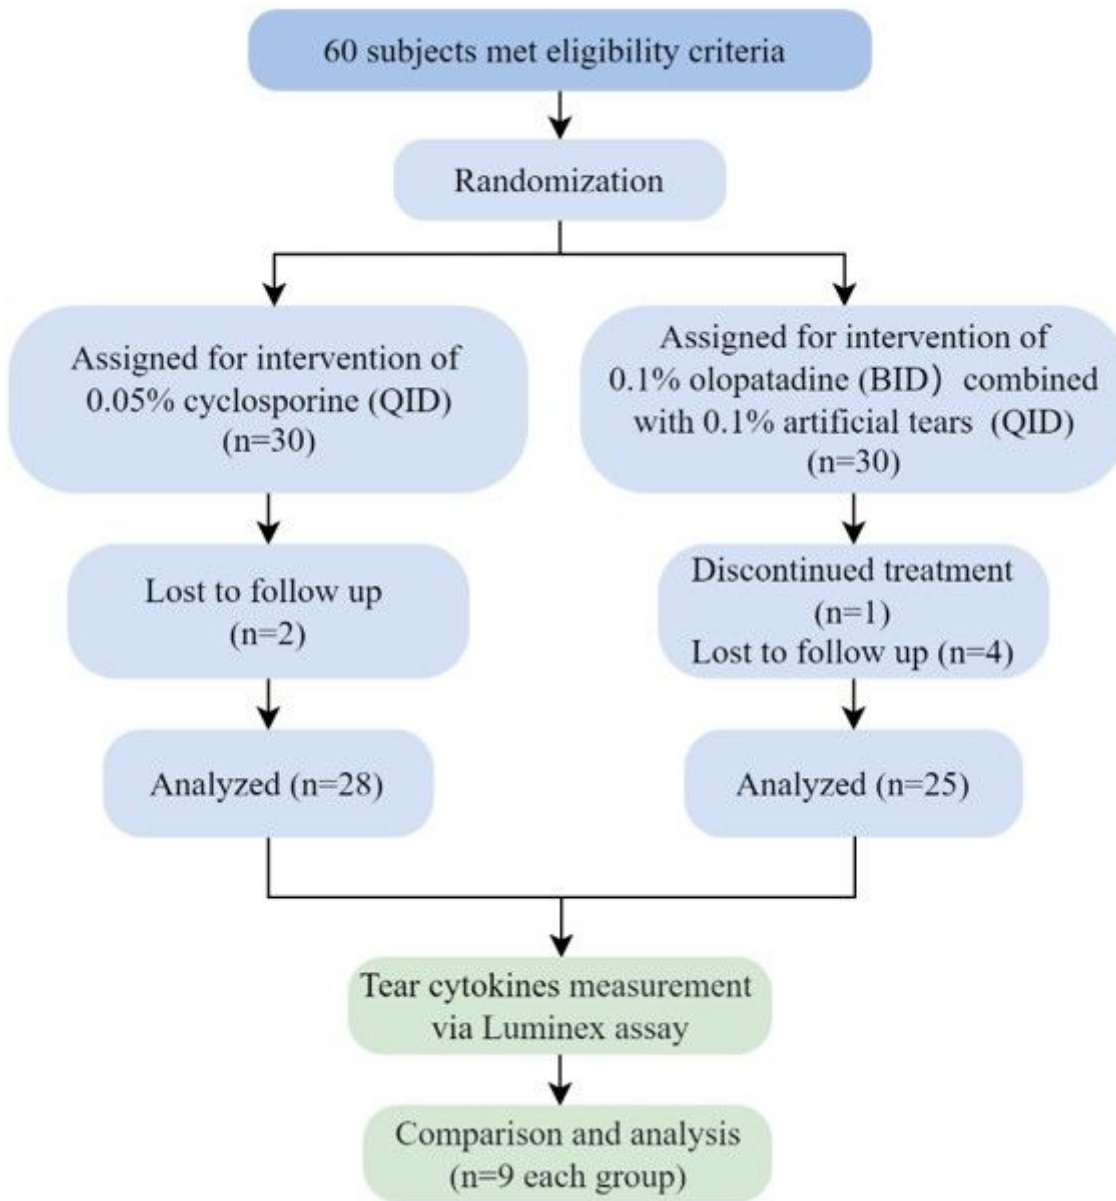 60 subjects met eligibility criteria
Randomization
Assigned for intervention of
0.05% cyclosporine (QID)
(n=30)
Assigned for intervention of
0.1% olopatadine (BID） combined
with 0.1% artificial tears (QID)
(n=30)
Lost to follow up
(n=2)
Discontinued treatment
(n=1)
Lost to follow up (n=4)
Analyzed (n=28)
Analyzed (n=25)
Tear cytokines measurement
via Luminex assay
Comparison and analysis
(n=9 each group)